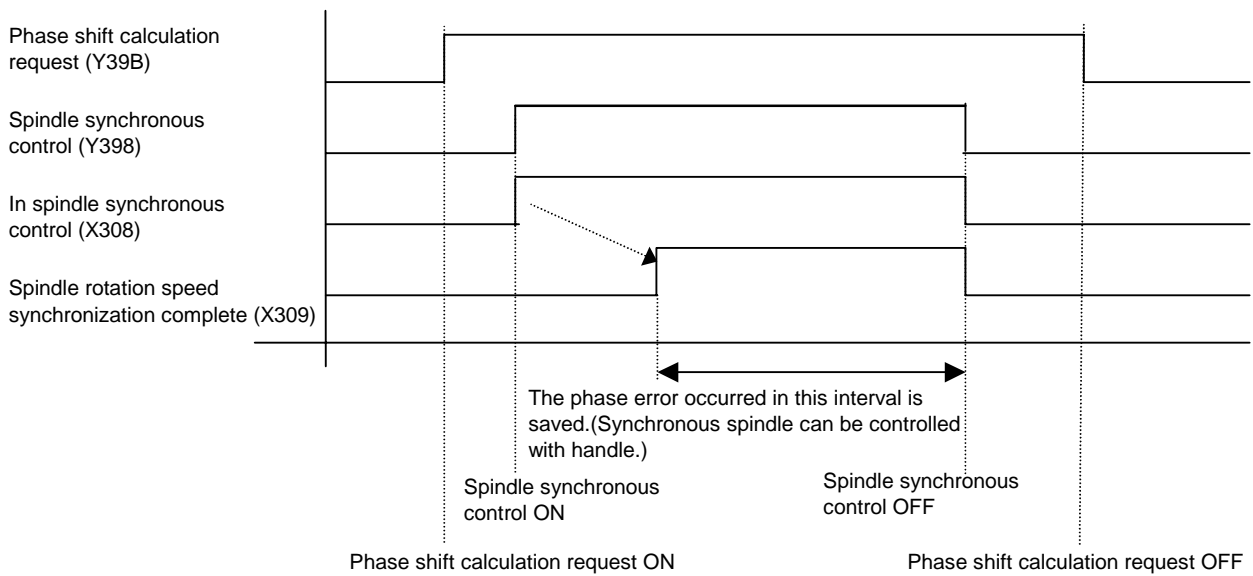 Phase shift calculation
request (Y39B)
Spindle synchronous
control (Y398)
In spindle synchronous
control (X308)
Spindle rotation speed
synchronization complete (X309)
The phase error occurred in this interval is
saved.(Synchronous spindle can be controlled
with handle.)
Spindle synchronous
control ON
Spindle synchronous
control OFF
Phase shift calculation request ON
Phase shift calculation request OFF